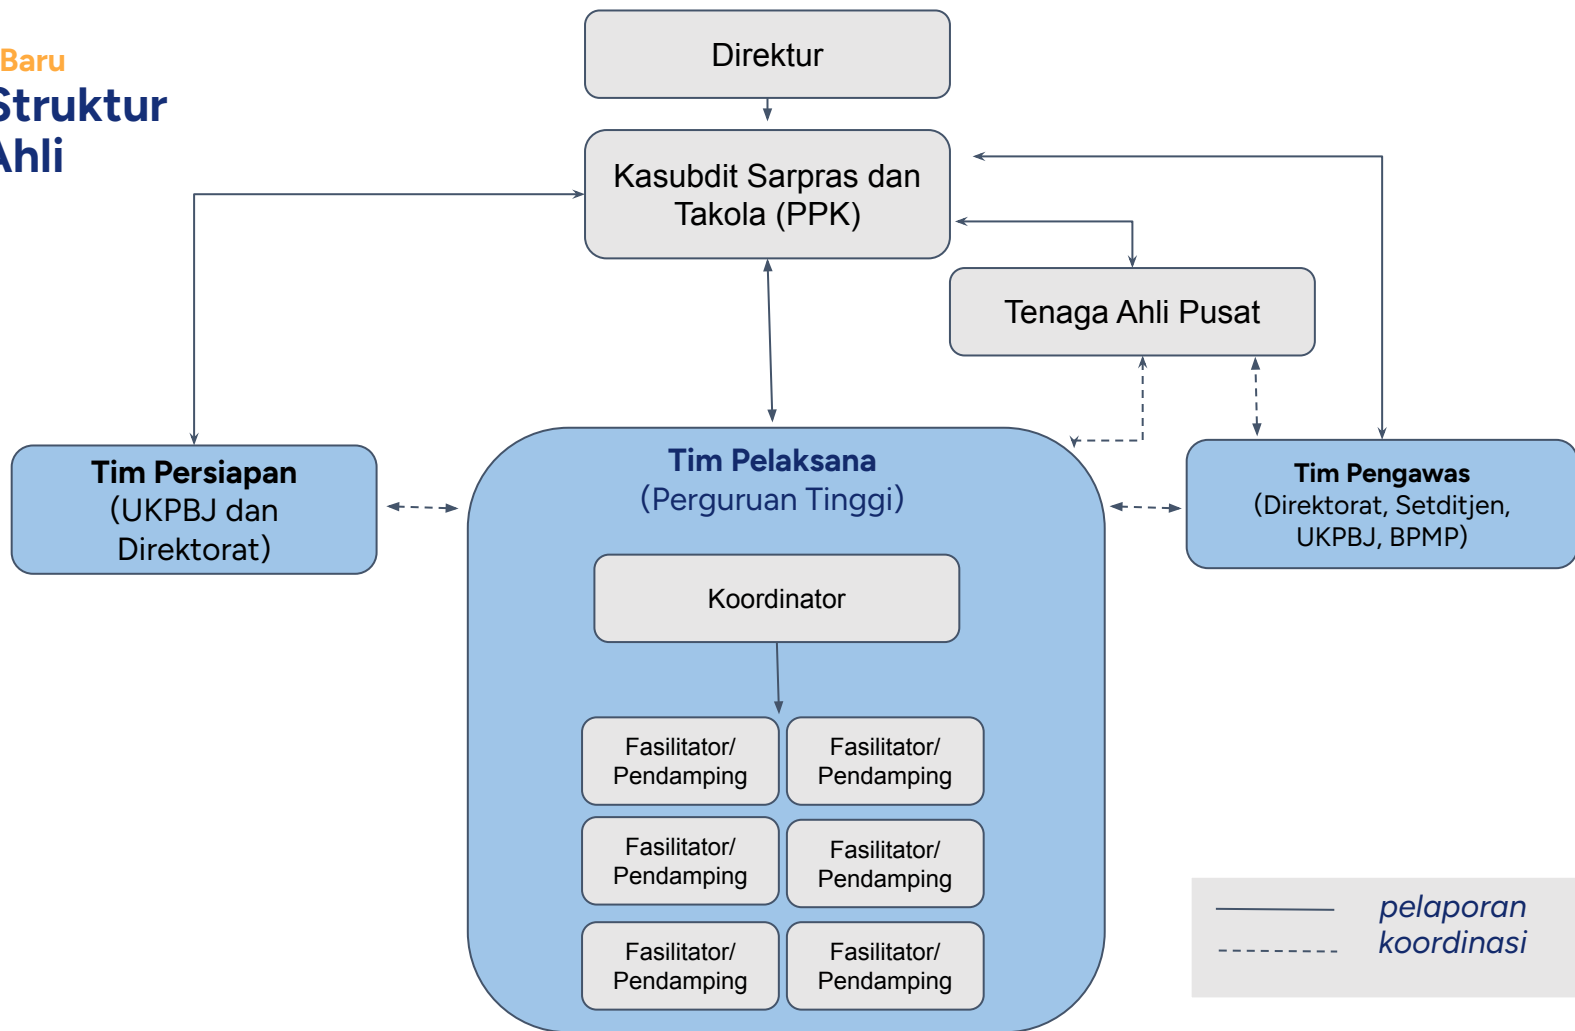 Baru
Struktur
Ahli
Direktur
Kasubdit Sarpras dan
Takola (PPK)
Tenaga Ahli Pusat
Tim Persiapan
(UKPBJ dan
Direktorat)
Tim Pelaksana
(Perguruan Tinggi)
Tim Pengawas
(Direktorat, Setditjen,
UKPBJ, BPMP)
Koordinator
Fasilitator/
Pendamping
Fasilitator/
Pendamping
Fasilitator/
Pendamping
Fasilitator/
Pendamping
Fasilitator/
Pendamping
Fasilitator/
Pendamping
pelaporan
koordinasi